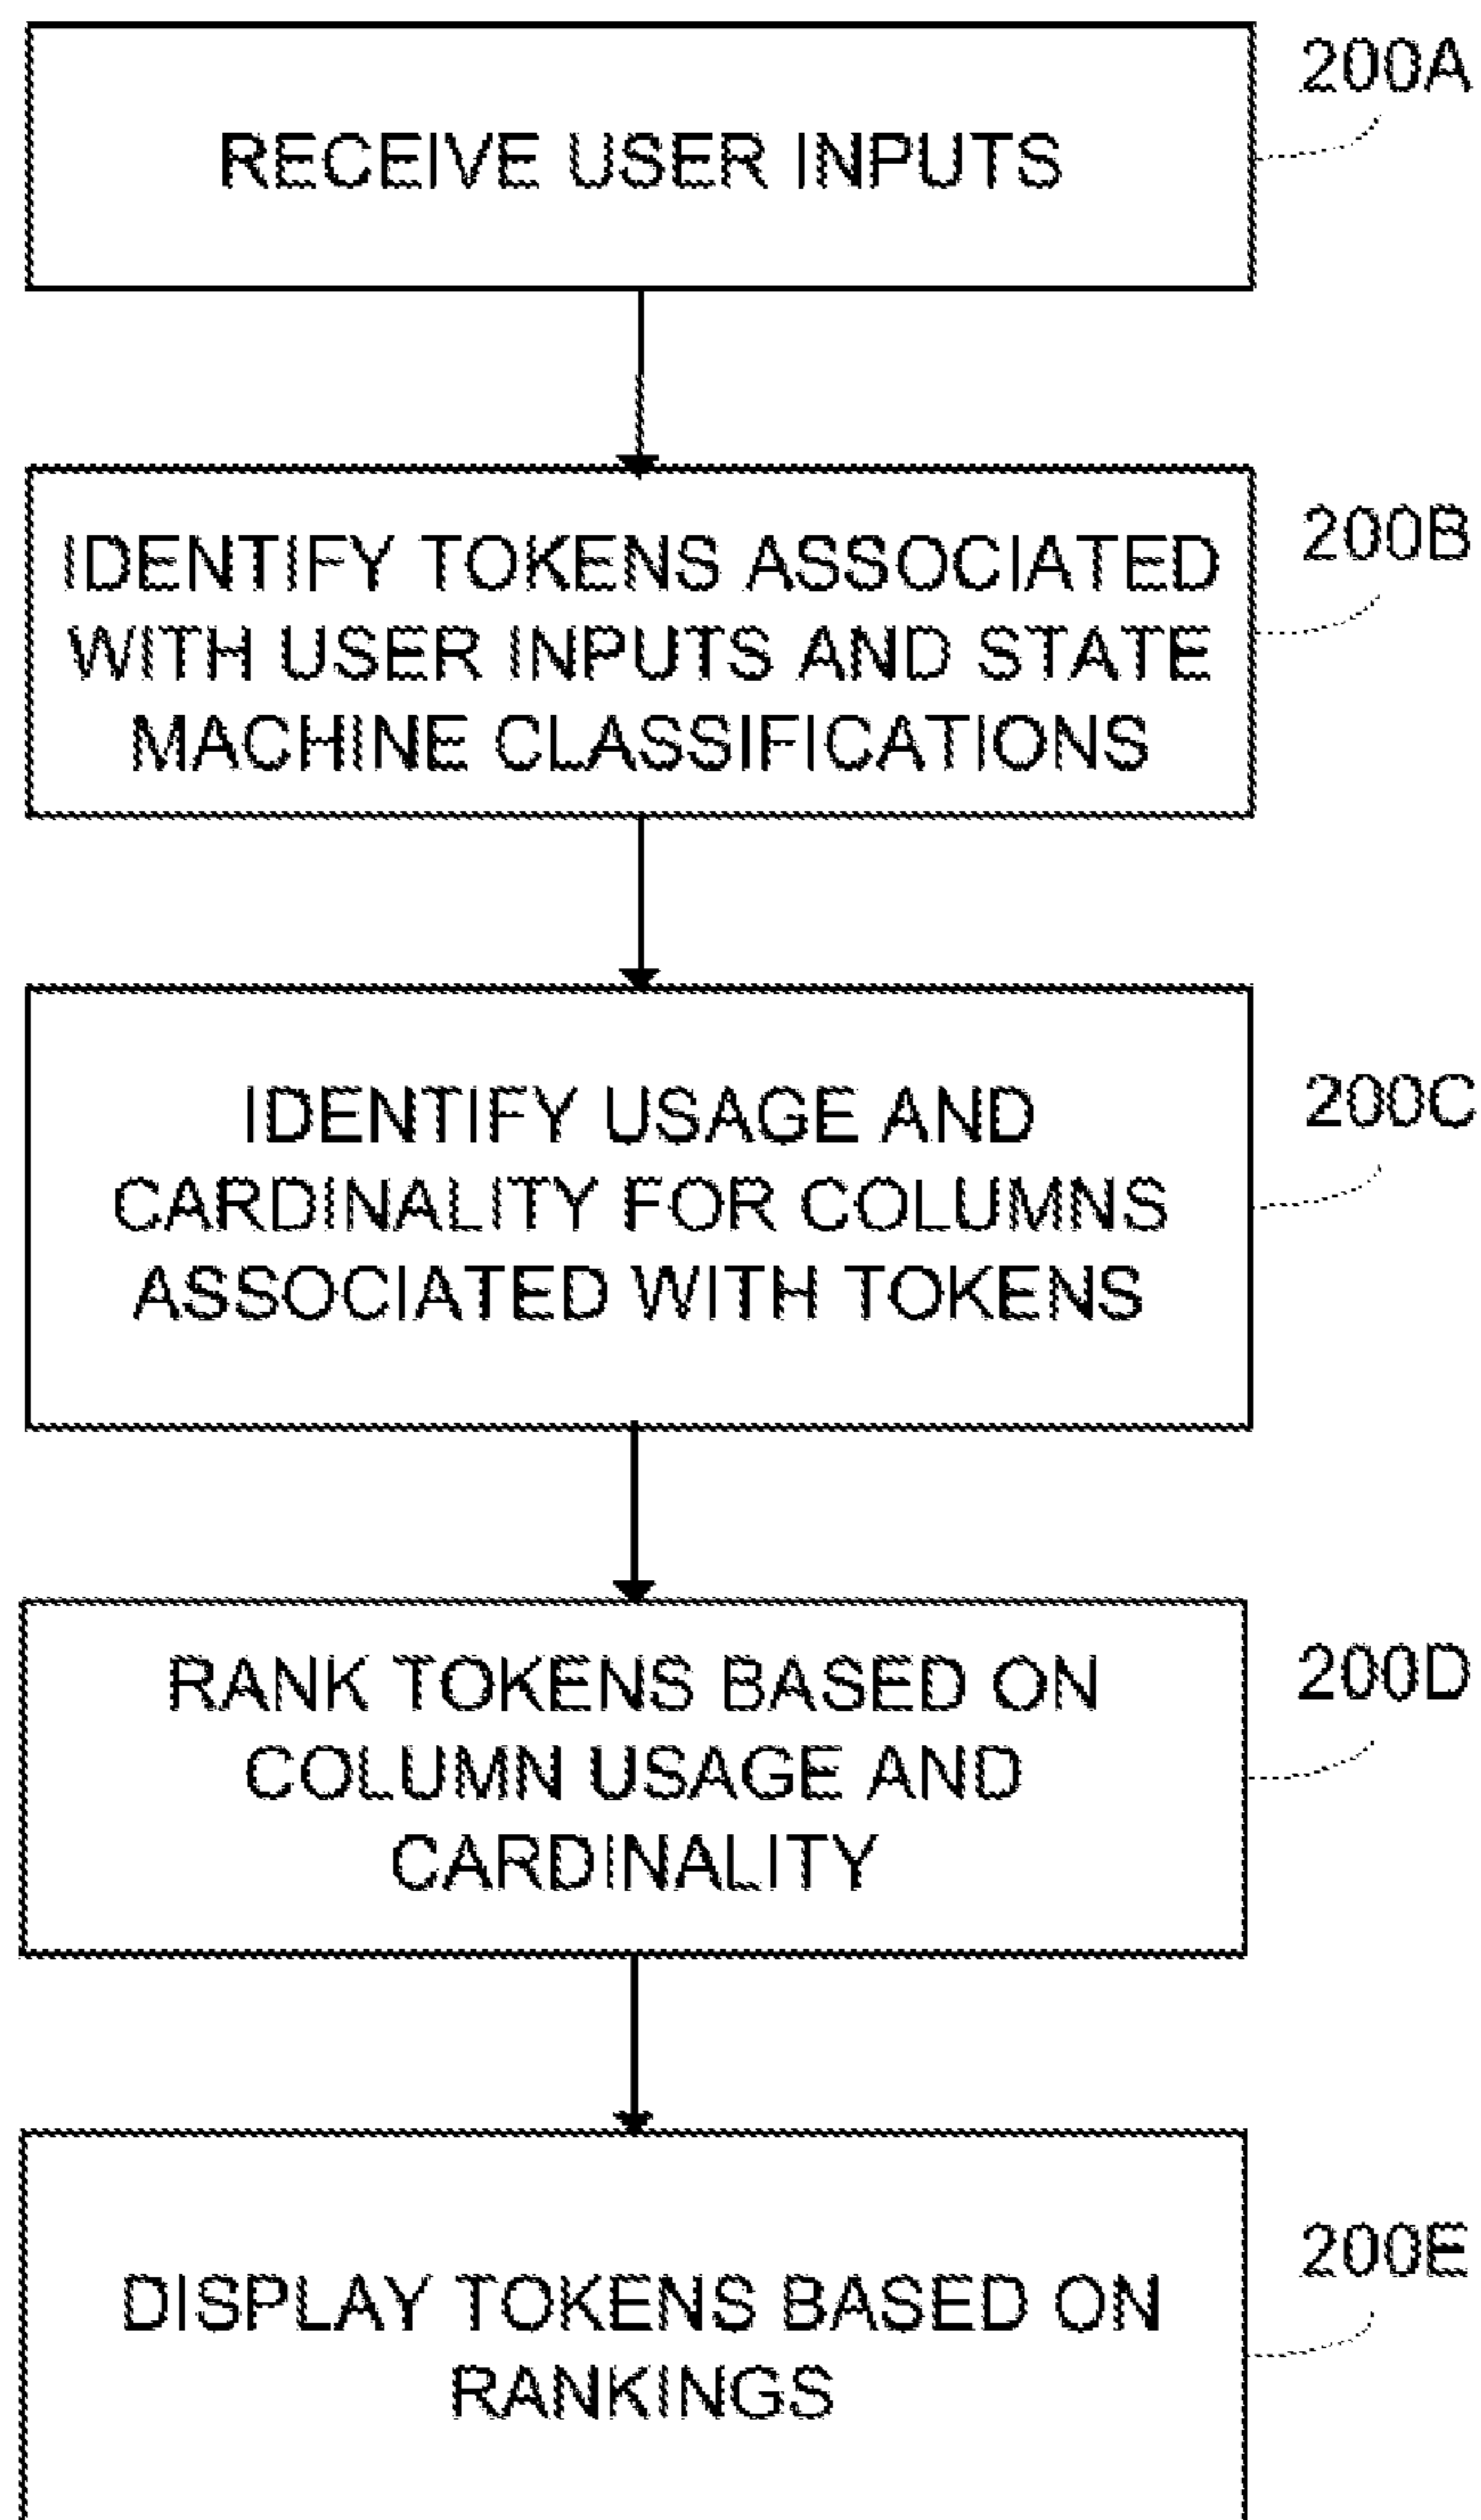 200A
RECEIVE USER INPUTS
200B
IDENTIFY TOKENS ASSOCIATED
WITH USER INPUTS AND STATE
MACHINE CLASSIFICATIONS
200C
IDENTIFY USAGE AND
CARDINALITY FOR COLUMNS
ASSOCIATED WITH TOKENS
200D
RANK TOKENS BASED ON
COLUMN USAGE AND
CARDINALITY
200E
DISPLAY TOKENS BASED ON
RANKINGS